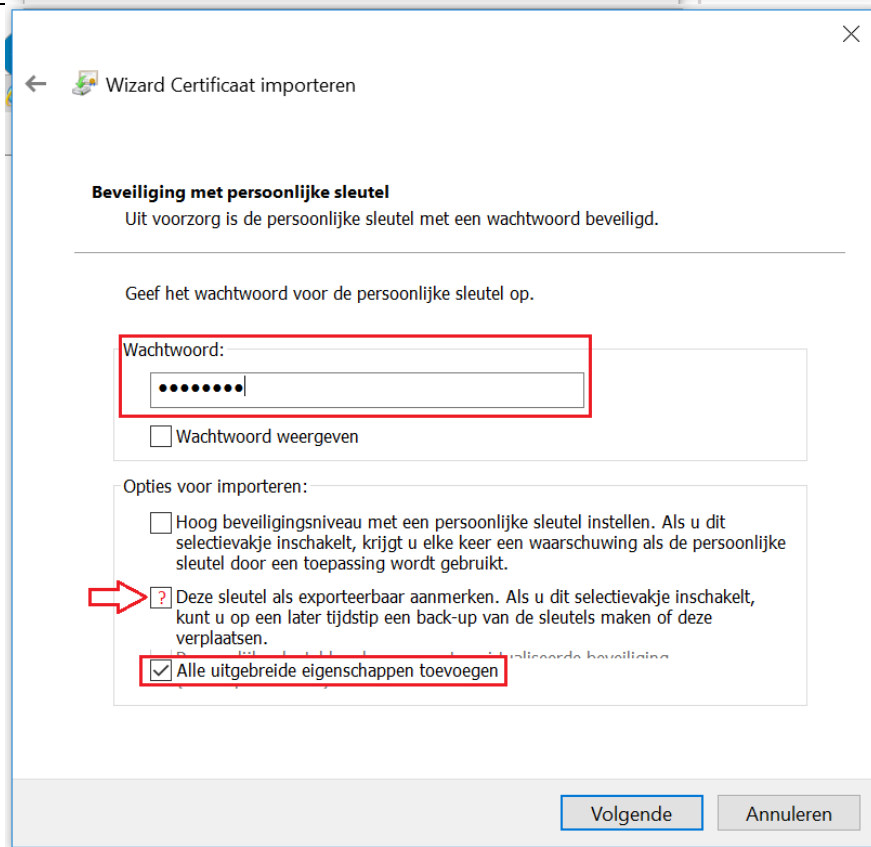 Wizard Certificaat importeren
Beveiliging met persoonlijke sleutel
Uit voorzorg is de persoonlijke sleutel met een wachtwoord beveiligd.
Geef het wachtwoord voor de persoonlijke sleutel op.
Wachtwoord:
••••••••
Wachtwoord weergeven
Opties voor importeren:
Hoog beveiligingsniveau met een persoonlijke sleutel instellen. Als u dit
selectievakje inschakelt, krijgt u elke keer een waarschuwing als de persoonlijke
sleutel door een toepassing wordt gebruikt.
? Deze sleutel als exporteerbaar aanmerken. Als u dit selectievakje inschakelt,
kunt u op een later tijdstip een back-up van de sleutels maken of deze
verplaatsen.
beveiliging
Alle uitgebreide eigenschappen toevoegen
Volgende
Annuleren